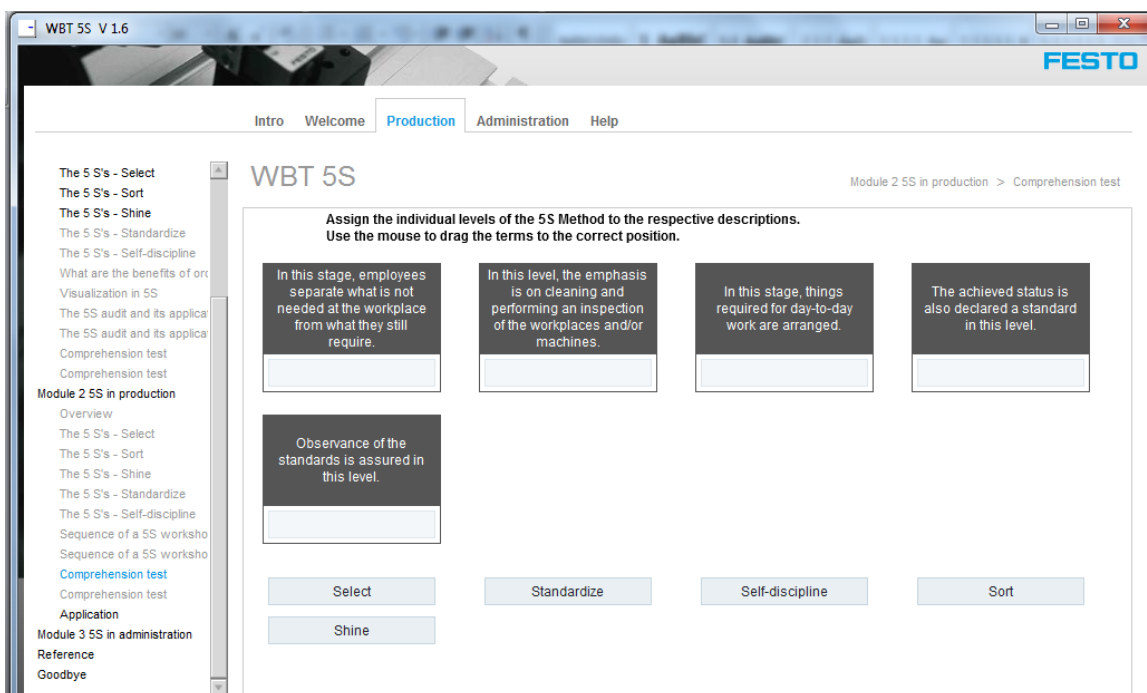 WBT 5S V 1.6
FESTO
Intro Welcome Production Administration Help
The 5 S's - Select
The 5 S's - Sort
The 5 S's - Shine
The 5 S's - Standardize
The 5 S's - Self-discipline
What are the benefits of orc
Visualization in 5S
The 5S audit and its applicat
The 5S audit and its applicat
Comprehension test
Comprehension test
Module 2 5S in production
Overview
The 5 S's - Select
The 5 S's - Sort
The 5 S's - Shine
The 5 S's - Standardize
The 5 S's - Self-discipline
Sequence of a 5S worksho
Sequence of a 5S worksho
Comprehension test
Comprehension test
Application
Module 3 5S in administration
Reference
Goodbye
WBT 5S
Module 2 5S in production > Comprehension test
Assign the individual levels of the 5S Method to the respective descriptions.
Use the mouse to drag the terms to the correct position.
In this stage, employees
separate what is not
needed at the workplace
from what they still
require.
In this level, the emphasis
is on cleaning and
performing an inspection
of the workplaces and/or
machines.
In this stage, things
required for day-to-day
work are arranged.
The achieved status is
also declared a standard
in this level.
Observance of the
standards is assured in
this level.
Select
Standardize
Self-discipline
Sort
Shine